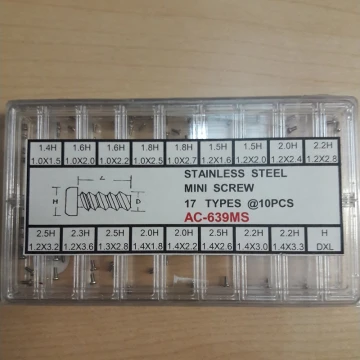 1.4H 1.6H 1.6H 1.8H 1.8H 1.5H 1.5H 2.0H 2.2H
1.0X1.5 1.0X2.0 1.0X2.2 1.0X2.5 1.0X2.7 1.2X1.6 1.2X2.0 1.2X2.4 1.2X2.8
STAINLESS STEEL
MINI SCREW
17 TYPES @10PCS
AC-639MS
L
H
D
2.5H 2.3H 2.5H 2.0H 2.0H 2.5H 2.2H 2.2H H
1.2X3.2 1.2X3.6 1.3X2.8 1.4X1.8 1.4X2.2 1.4X2.6 1.4X3.0 1.4X3.3 DXL